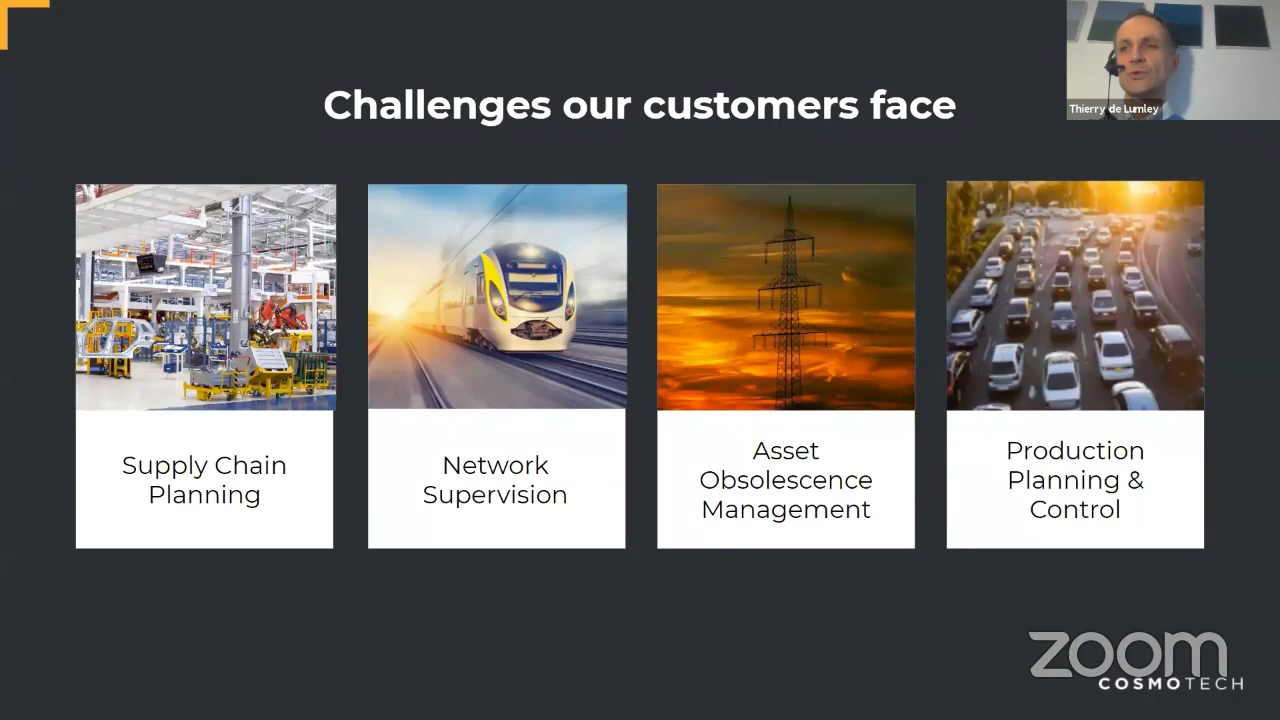 Challenges our customers face
Thierry de Lumley
Supply Chain
Planning
Network
Supervision
Asset
Obsolescence
Management
Production
Planning &
Control
zoom
COSMOTECH